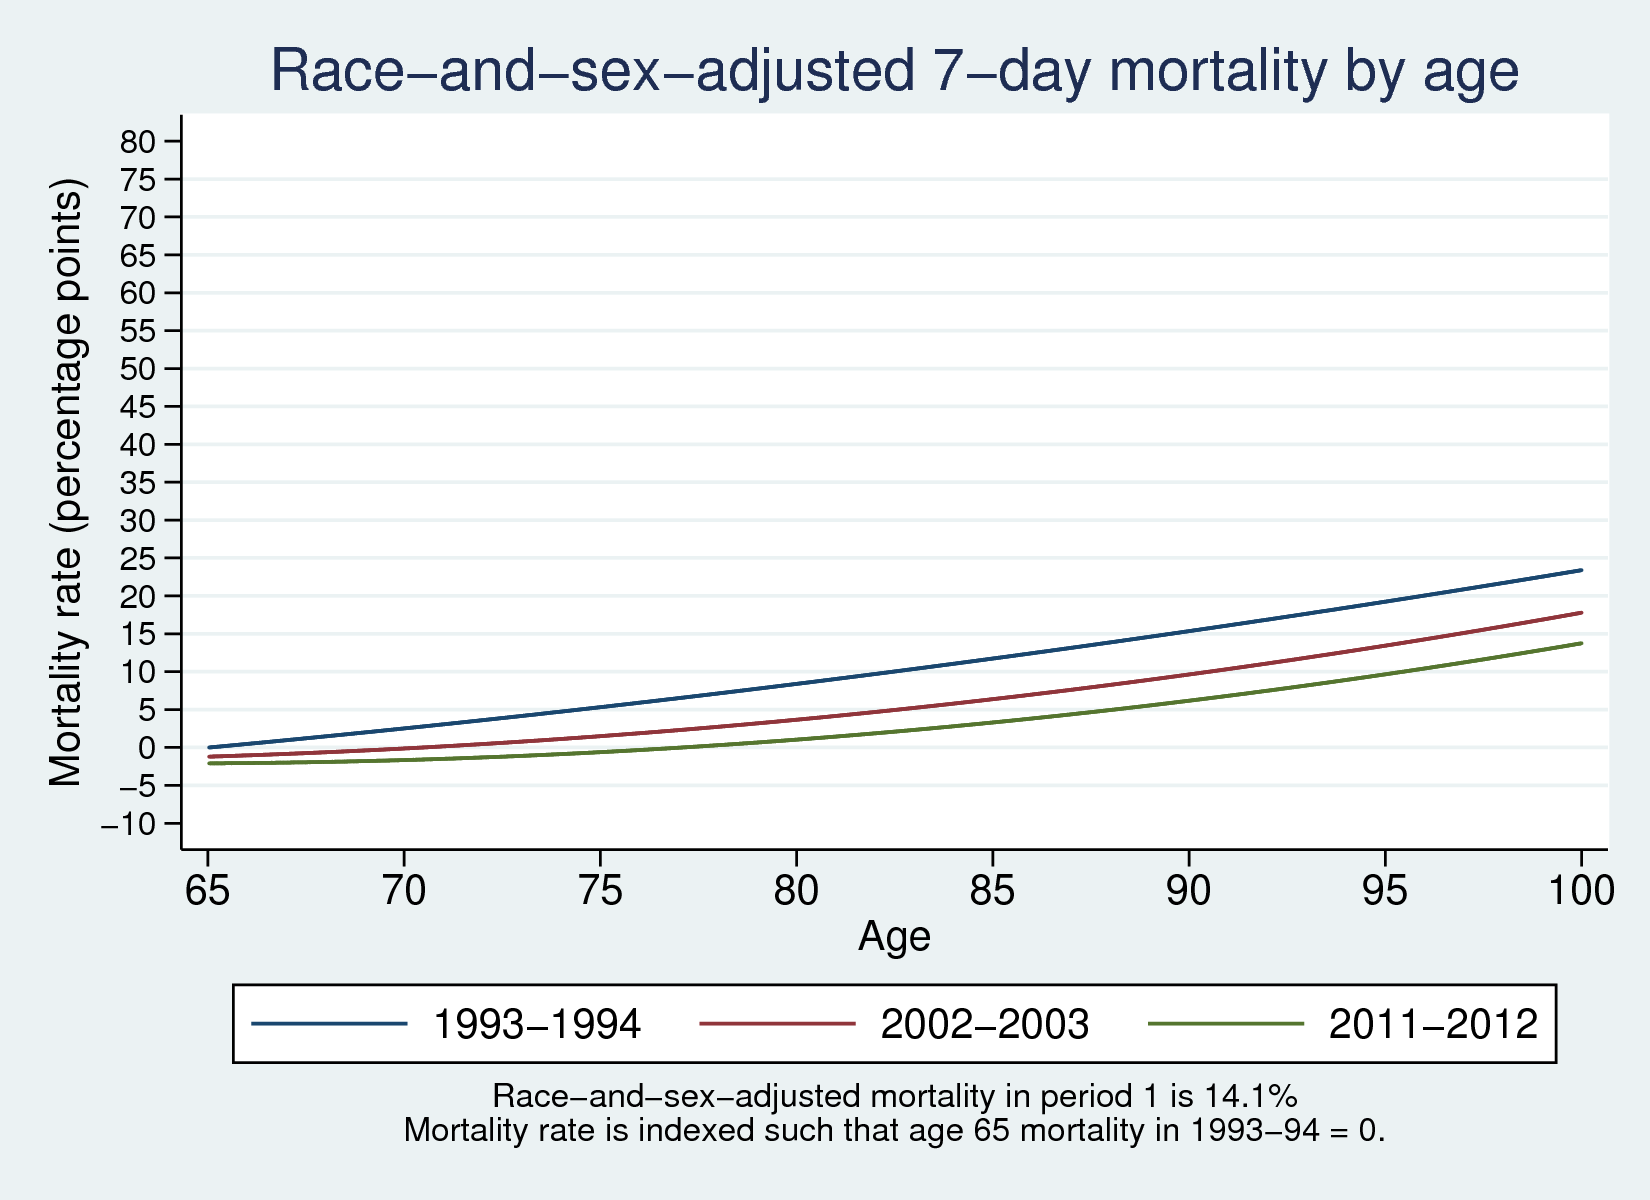 Race–and–sex–adjusted 7–day mortality by age
Mortality rate (percentage points)
80
75
70
65
60
55
50
45
40
35
30
25
20
15
10
5
0
–5
–10
65 70 75 80 85 90 95 100
Age
1993–1994 2002–2003 2011–2012
Race–and–sex–adjusted mortality in period 1 is 14.1%
Mortality rate is indexed such that age 65 mortality in 1993–94 = 0.